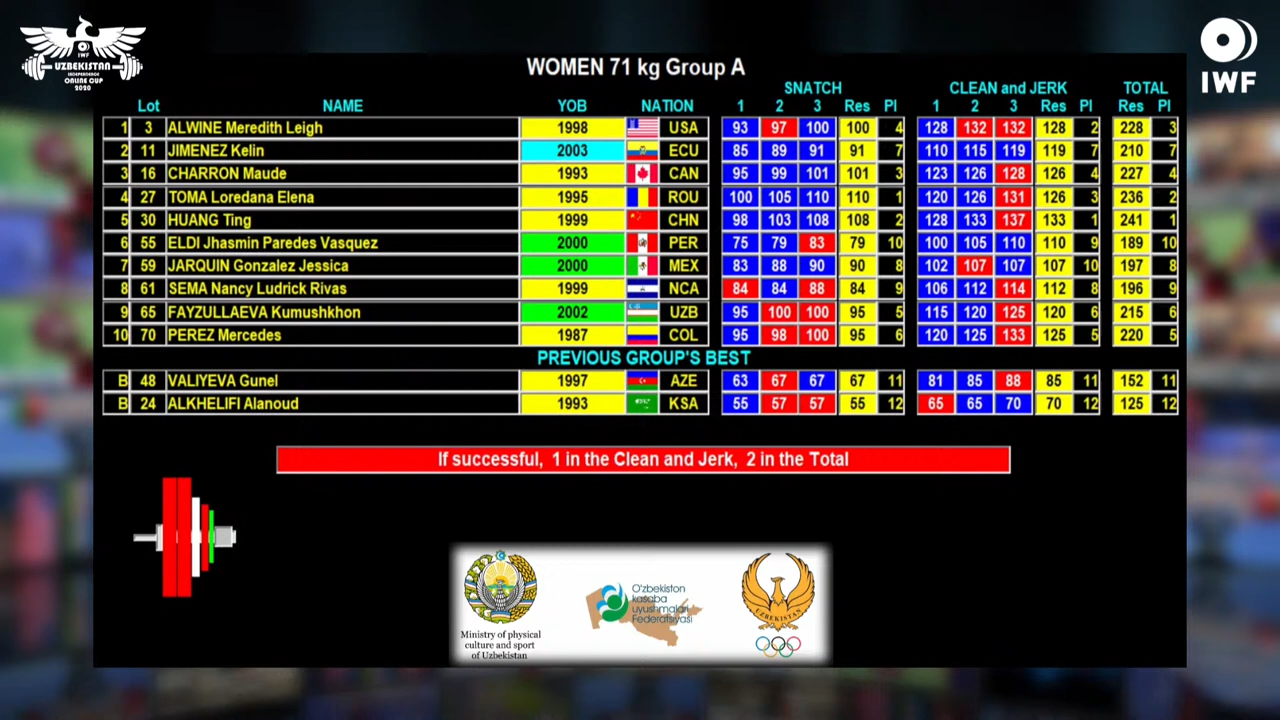 IWF
UZBEKISTAN
INDEPENDENCE
ONLINE CUP
2020
IWF
WOMEN 71 kg Group A
SNATCH CLEAN and JERK TOTAL
Lot NAME YOB NATION 1 2 3 Res Pl 1 2 3 Res Pl Res Pl
1 3 ALWINE Meredith Leigh 1998 USA 93 97 100 100 4 128 132 132 128 2 228 3
2 11 JIMENEZ Kelin 2003 ECU 85 89 91 91 7 110 115 119 119 7 210 7
3 16 CHARRON Maude 1993 CAN 95 99 101 101 3 123 126 128 126 4 227 4
4 27 TOMA Loredana Elena 1995 ROU 100 105 110 110 1 120 126 131 126 3 236 2
5 30 HUANG Ting 1999 CHN 98 103 108 108 2 128 133 137 133 1 241 1
6 55 ELDI Jhasmin Paredes Vasquez 2000 PER 75 79 83 79 10 100 105 110 110 9 189 10
7 59 JARQUIN Gonzalez Jessica 2000 MEX 83 88 90 90 8 102 107 107 107 10 197 8
8 61 SEMA Nancy Ludrick Rivas 1999 NCA 84 84 88 84 9 106 112 114 112 8 196 9
9 65 FAYZULLAEVA Kumushkhon 2002 UZB 95 100 100 95 5 115 120 125 120 6 215 6
10 70 PEREZ Mercedes 1987 COL 95 98 100 95 6 120 125 133 125 5 220 5
PREVIOUS GROUP'S BEST
B 48 VALIYEVA Gunel 1997 AZE 63 67 67 67 11 81 85 88 85 11 152 11
B 24 ALKHELIFI Alanoud 1993 KSA 55 57 57 55 12 65 65 70 70 12 125 12
If successful, 1 in the Clean and Jerk, 2 in the Total
Ministry of physical
culture and sport
of Uzbekistan
O'zbekiston
kasaba
uyushmalari
Federatsiyasi
UZBEKISTAN